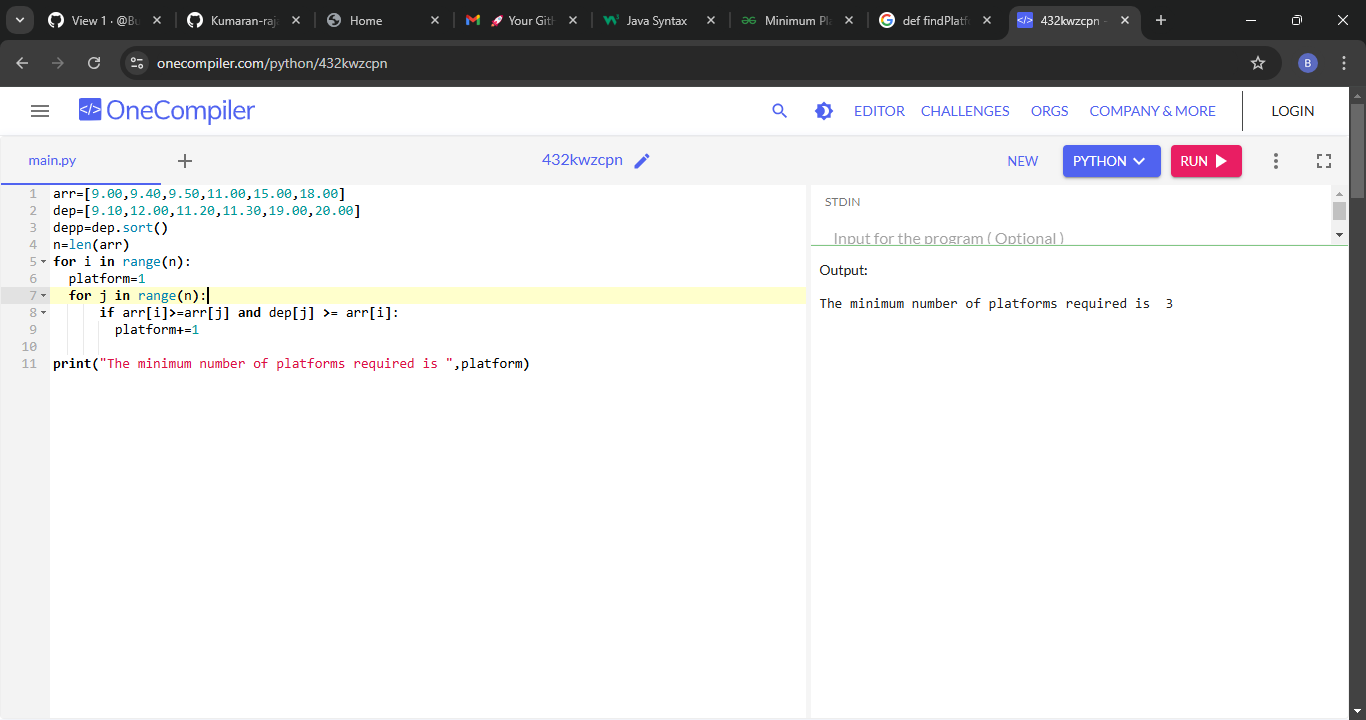 View 1 · @Bu
Kumaran-raj
Home
🚀 Your Gith
Java Syntax
Minimum Pla
def findPlatfo
432kwzcpn -
onecompiler.com/python/432kwzcpn
B
</> OneCompiler
EDITOR CHALLENGES ORGS COMPANY & MORE LOGIN
main.py
432kwzcpn
NEW PYTHON RUN
1 arr=[9.00,9.40,9.50,11.00,15.00,18.00]
2 dep=[9.10,12.00,11.20,11.30,19.00,20.00]
3 depp=dep.sort()
4 n=len(arr)
5 for i in range(n):
6 platform=1
7 for j in range(n):
8 if arr[i]>=arr[j] and dep[j] >= arr[i]:
9 platform+=1
10
11 print("The minimum number of platforms required is ",platform)
STDIN
Input for the program ( Optional )
Output:
The minimum number of platforms required is  3